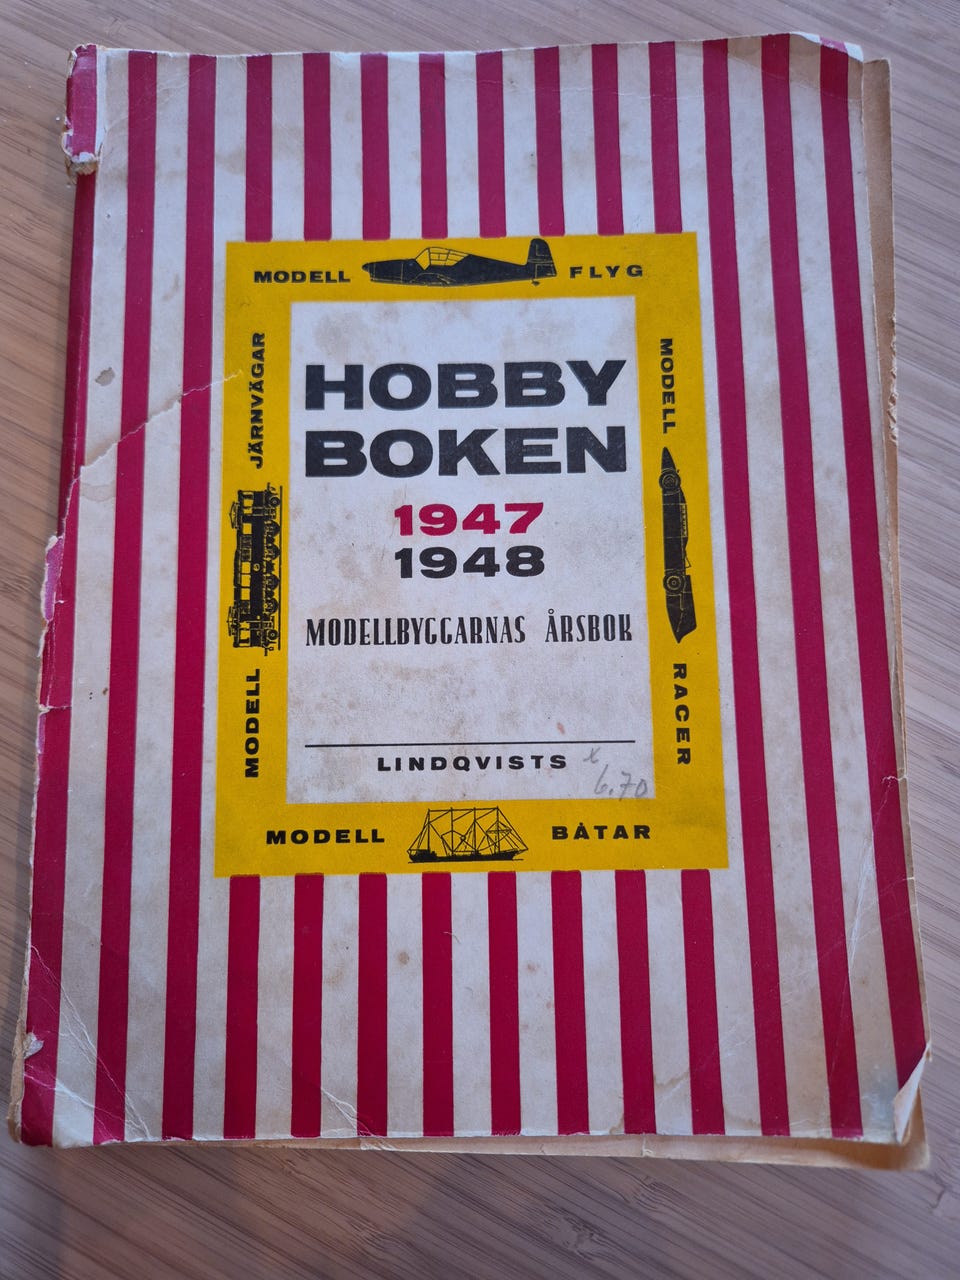 MODELL FLYG
HOBBY
BOKEN
1947
1948
MODELLBYGGARNAS ÅRSBOK
LINDQVISTS
x
6.70
MODELL BÅTAR
MODELL JÄRNVÄGAR
MODELL RACER